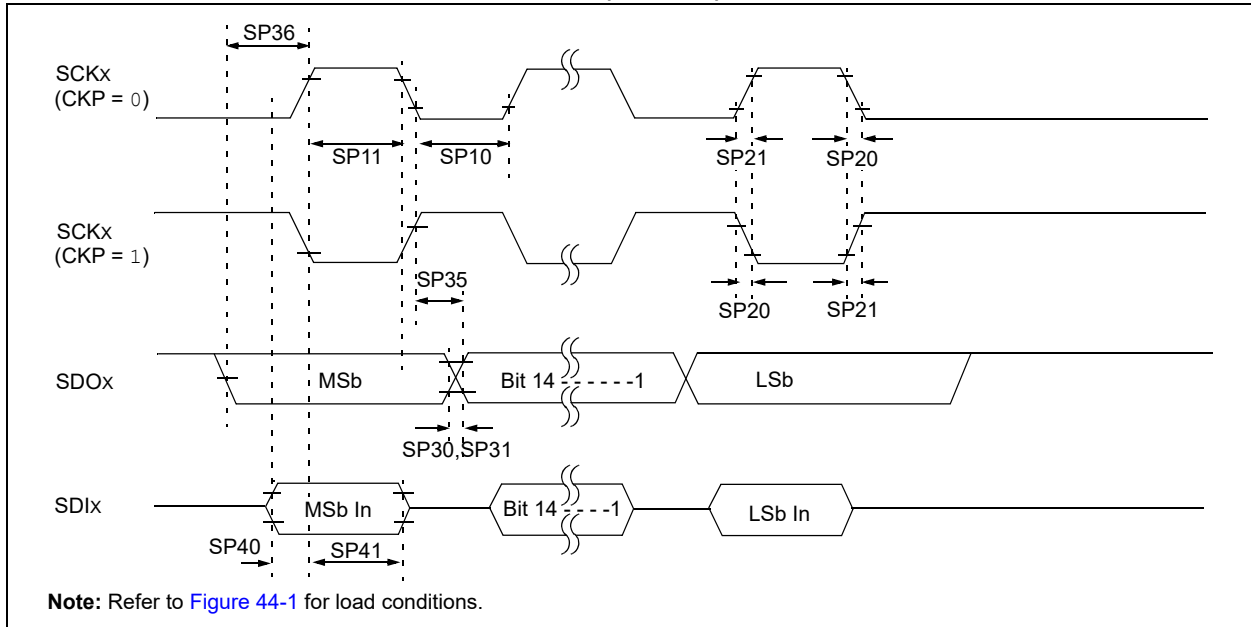 SP36
SCKx
(CKP = 0)
SP11
SP10
SP21
SP20
SCKx
(CKP = 1)
SP35
SP20
SP21
SDOx
MSb
Bit 14 - - - - - -1
LSb
SP30,SP31
SDIx
MSb In
Bit 14 - - - -1
LSb In
SP40
SP41
Note: Refer to Figure 44-1 for load conditions.